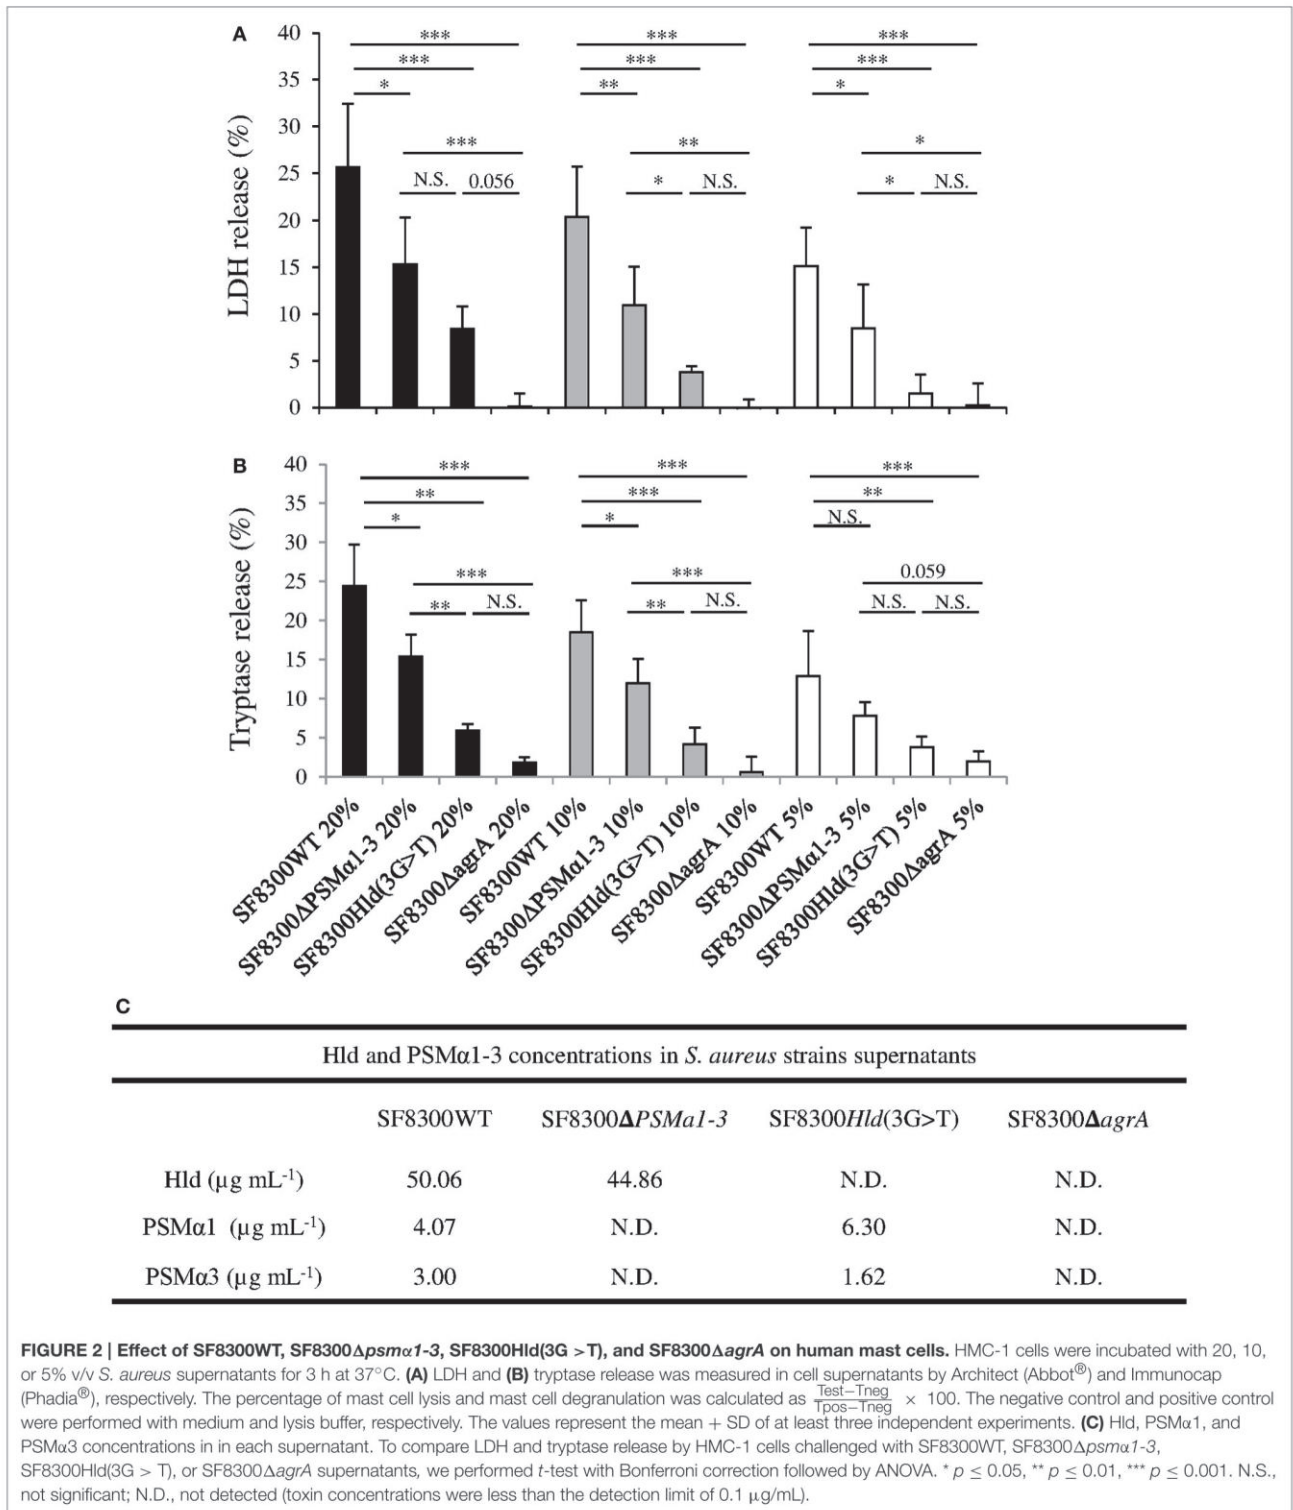 A
LDH release (%)
40
35
30
25
20
15
10
5
0
*** *** ***
*** *** ***
* ** *
*** ** *
N.S. 0.056 * N.S. * N.S.
B
Tryptase release (%)
40
35
30
25
20
15
10
5
0
*** *** ***
** *** **
* * N.S.
*** *** 0.059
** N.S. ** N.S. N.S. N.S.
SF8300WT 20%
SF8300ΔPSMα1-3 20%
SF8300Hld(3G>T) 20%
SF8300ΔagrA 20%
SF8300WT 10%
SF8300ΔPSMα1-3 10%
SF8300Hld(3G>T) 10%
SF8300ΔagrA 10%
SF8300WT 5%
SF8300ΔPSMα1-3 5%
SF8300Hld(3G>T) 5%
SF8300ΔagrA 5%
C
Hld and PSMα1-3 concentrations in S. aureus strains supernatants
SF8300WT SF8300ΔPSMa1-3 SF8300Hld(3G>T) SF8300ΔagrA
Hld (µg mL-1) 50.06 44.86 N.D. N.D.
PSMα1 (µg mL-1) 4.07 N.D. 6.30 N.D.
PSMα3 (µg mL-1) 3.00 N.D. 1.62 N.D.
FIGURE 2 | Effect of SF8300WT, SF8300Δpsmα1-3, SF8300Hld(3G >T), and SF8300ΔagrA on human mast cells. HMC-1 cells were incubated with 20, 10,
or 5% v/v S. aureus supernatants for 3 h at 37°C. (A) LDH and (B) tryptase release was measured in cell supernatants by Architect (Abbot®) and Immunocap
(Phadia®), respectively. The percentage of mast cell lysis and mast cell degranulation was calculated as Test−Tneg/Tpos−Tneg × 100. The negative control and positive control
were performed with medium and lysis buffer, respectively. The values represent the mean + SD of at least three independent experiments. (C) Hld, PSMα1, and
PSMα3 concentrations in in each supernatant. To compare LDH and tryptase release by HMC-1 cells challenged with SF8300WT, SF8300Δpsmα1-3,
SF8300Hld(3G > T), or SF8300ΔagrA supernatants, we performed t-test with Bonferroni correction followed by ANOVA. * p ≤ 0.05, ** p ≤ 0.01, *** p ≤ 0.001. N.S.,
not significant; N.D., not detected (toxin concentrations were less than the detection limit of 0.1 µg/mL).